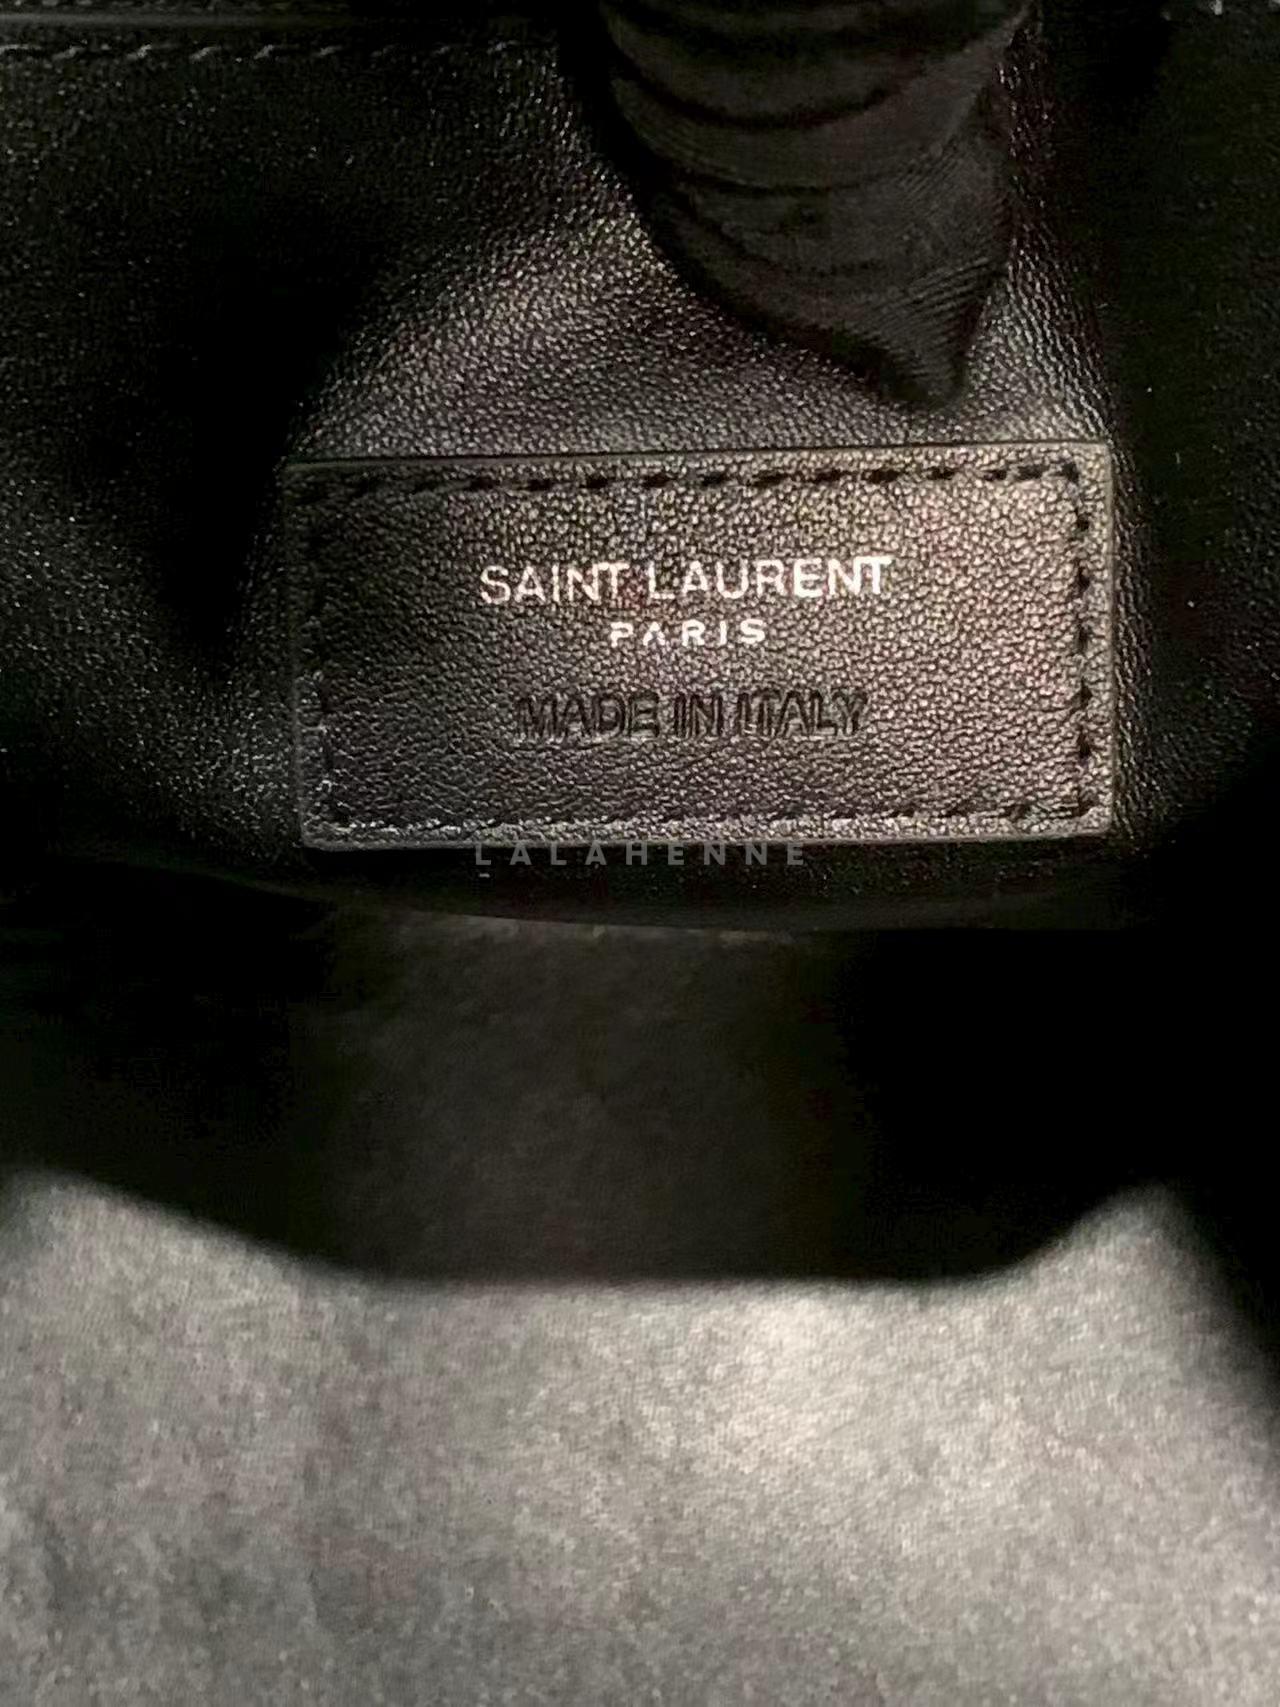 SAINT LAURENT
PARIS
MADE IN ITALY
LALAHENNE